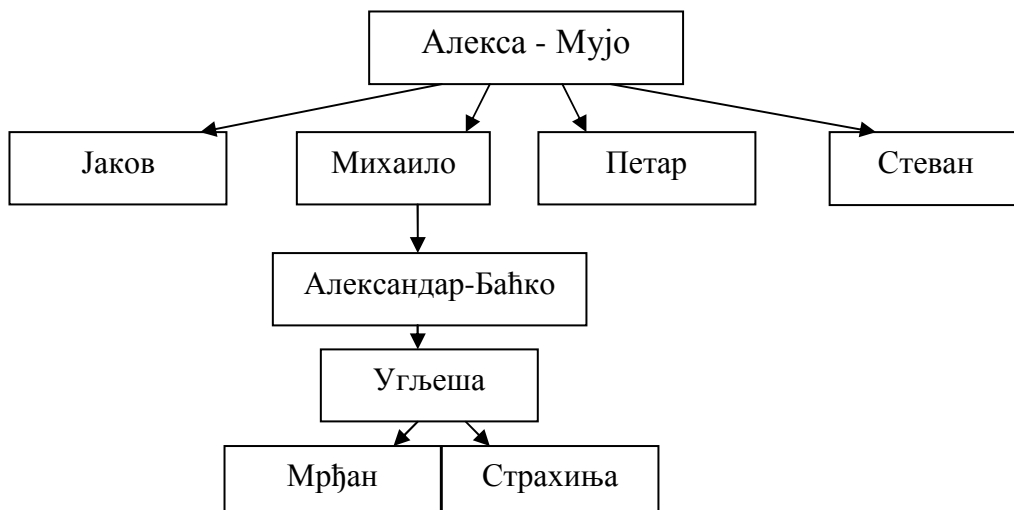 Алекса - Мујо
Јаков
Михаило
Петар
Стеван
Александар-Баћко
Угљеша
Мрђан
Страхиња